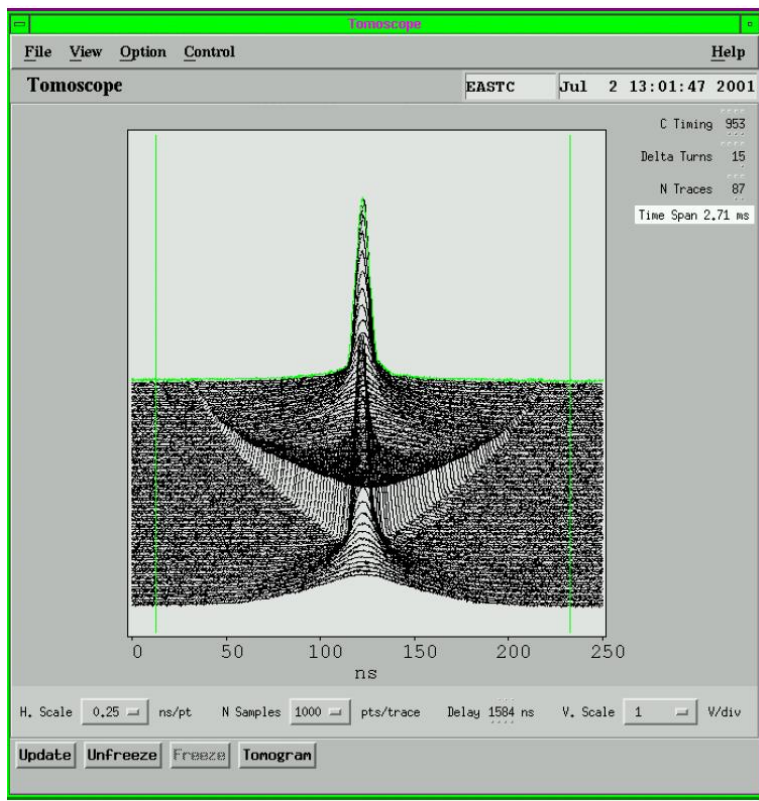 Tomoscope
File View Option Control Help
Tomoscope EASTC Jul 2 13:01:47 2001
C Timing 953
Delta Turns 15
N Traces 87
Time Span 2.71 ms
0 50 100 150 200 250
ns
H. Scale 0.25 ns/pt N Samples 1000 pts/trace Delay 1584 ns V. Scale 1 V/div
Update Unfreeze Freeze Tomogram